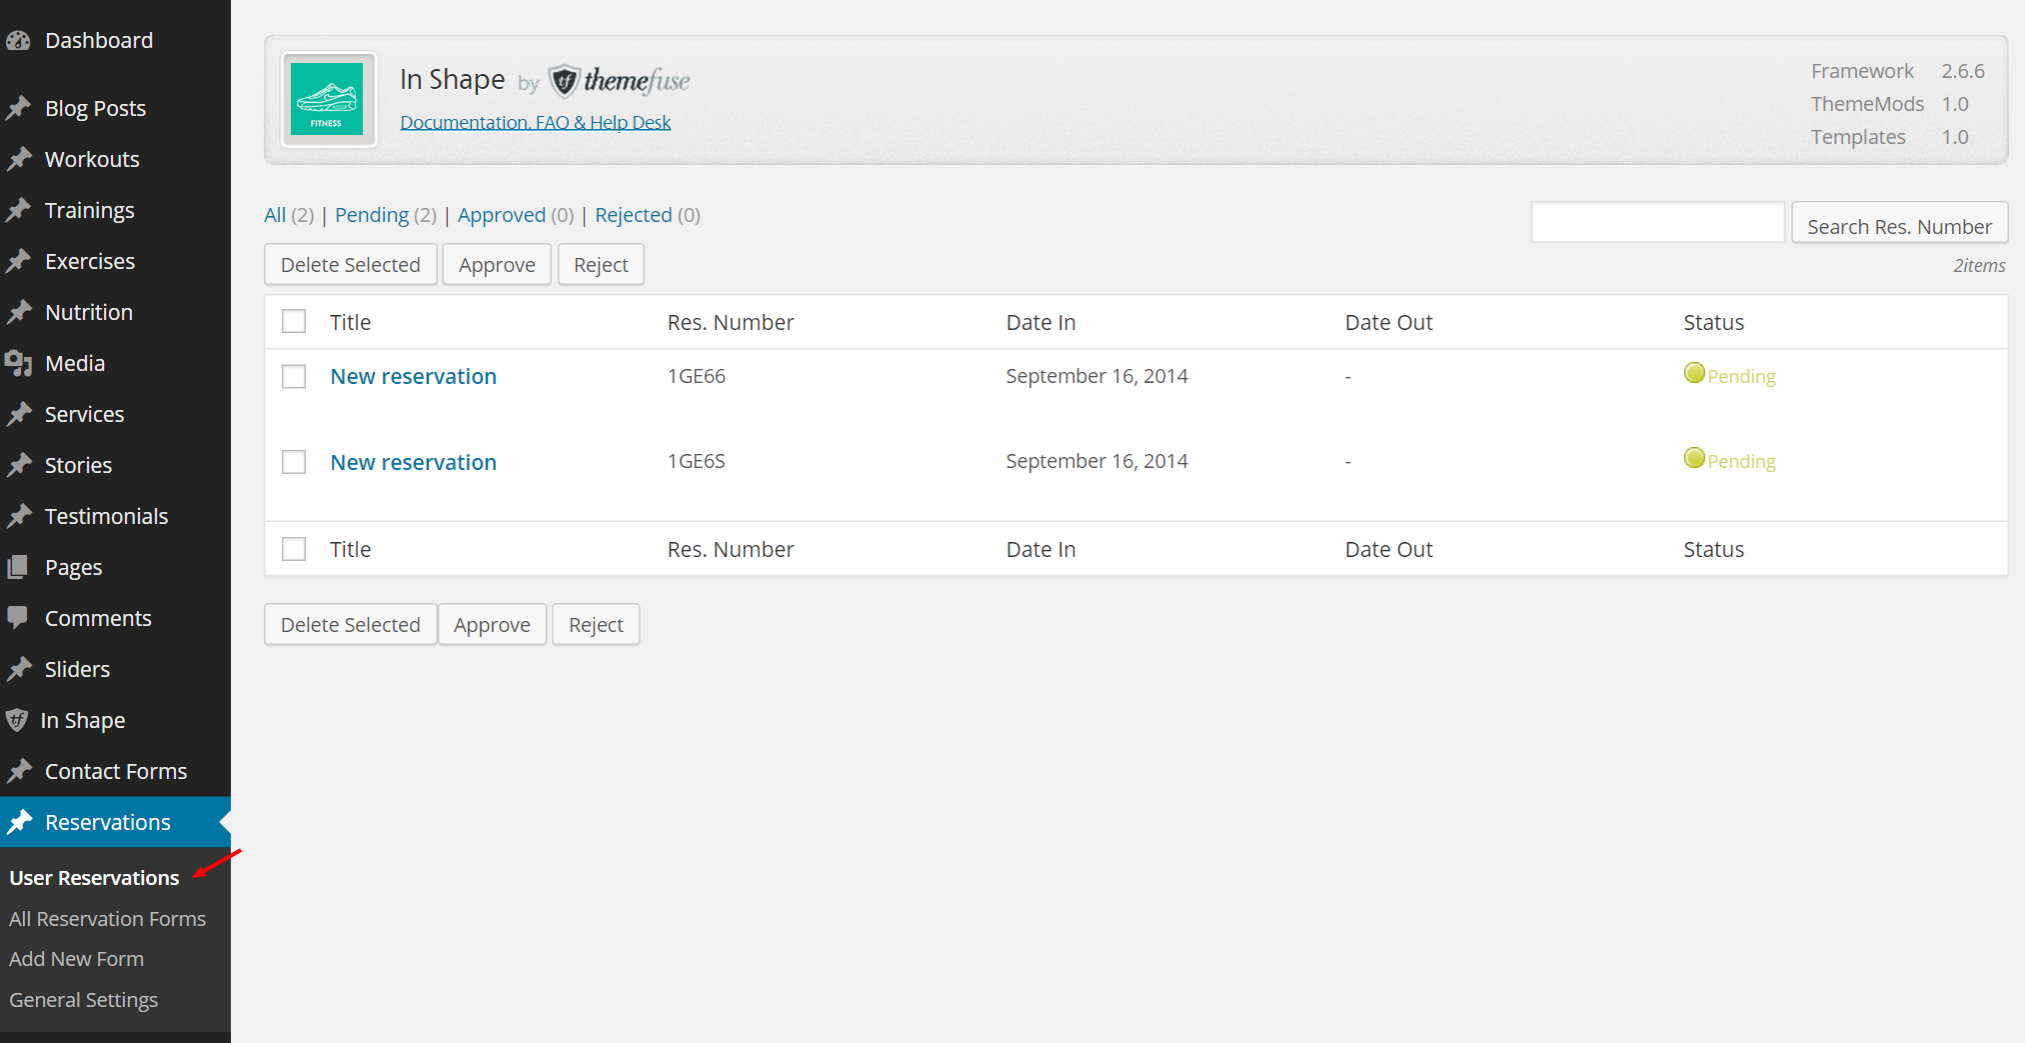 Dashboard
Blog Posts
Workouts
Trainings
Exercises
Nutrition
Media
Services
Stories
Testimonials
Pages
Comments
Sliders
In Shape
Contact Forms
Reservations
User Reservations
All Reservation Forms
Add New Form
General Settings
FITNESS
In Shape by tf themefuse
Documentation, FAQ & Help Desk
Framework 2.6.6
ThemeMods 1.0
Templates 1.0
All (2) | Pending (2) | Approved (0) | Rejected (0)
Search Res. Number
Delete Selected Approve Reject
2items
Title Res. Number Date In Date Out Status
New reservation 1GE66 September 16, 2014 - Pending
New reservation 1GE6S September 16, 2014 - Pending
Title Res. Number Date In Date Out Status
Delete Selected Approve Reject